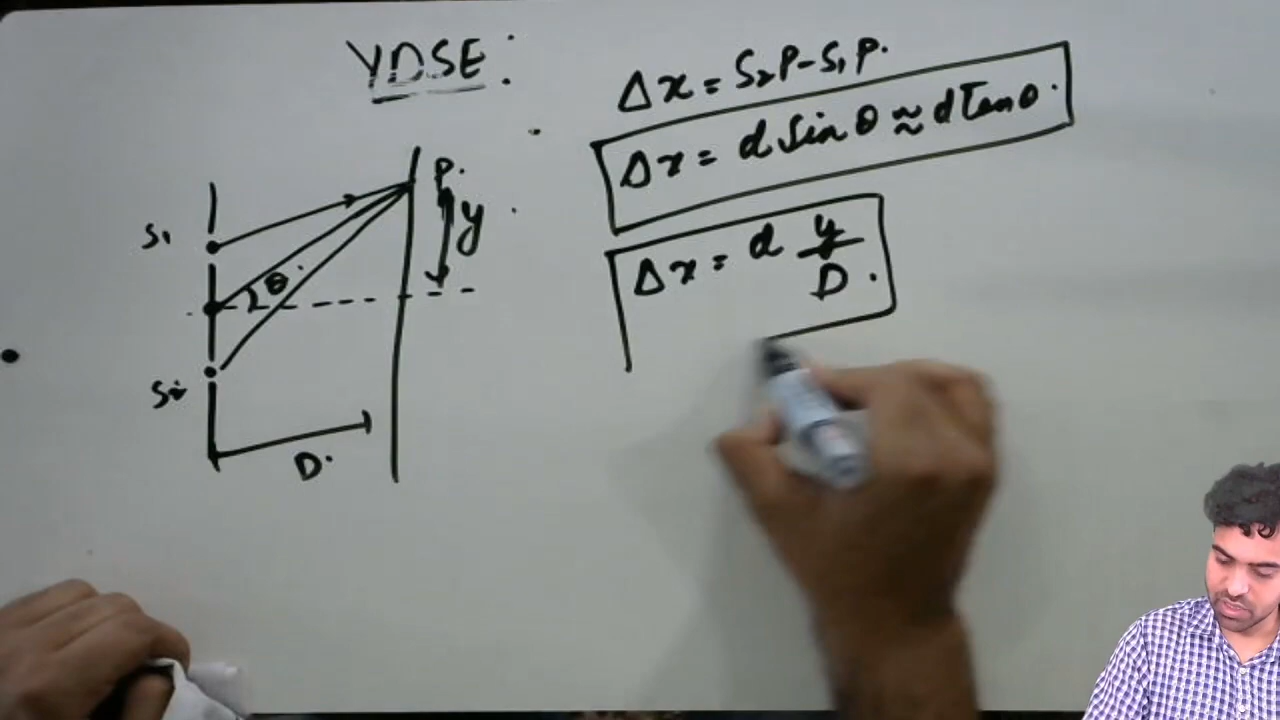 YDSE:
Δx = S₂P - S₁P.
Δx = d Sin θ ≈ d Tan θ.
Δx = d y/D.
P.
y
S₁
θ
S₂
D.